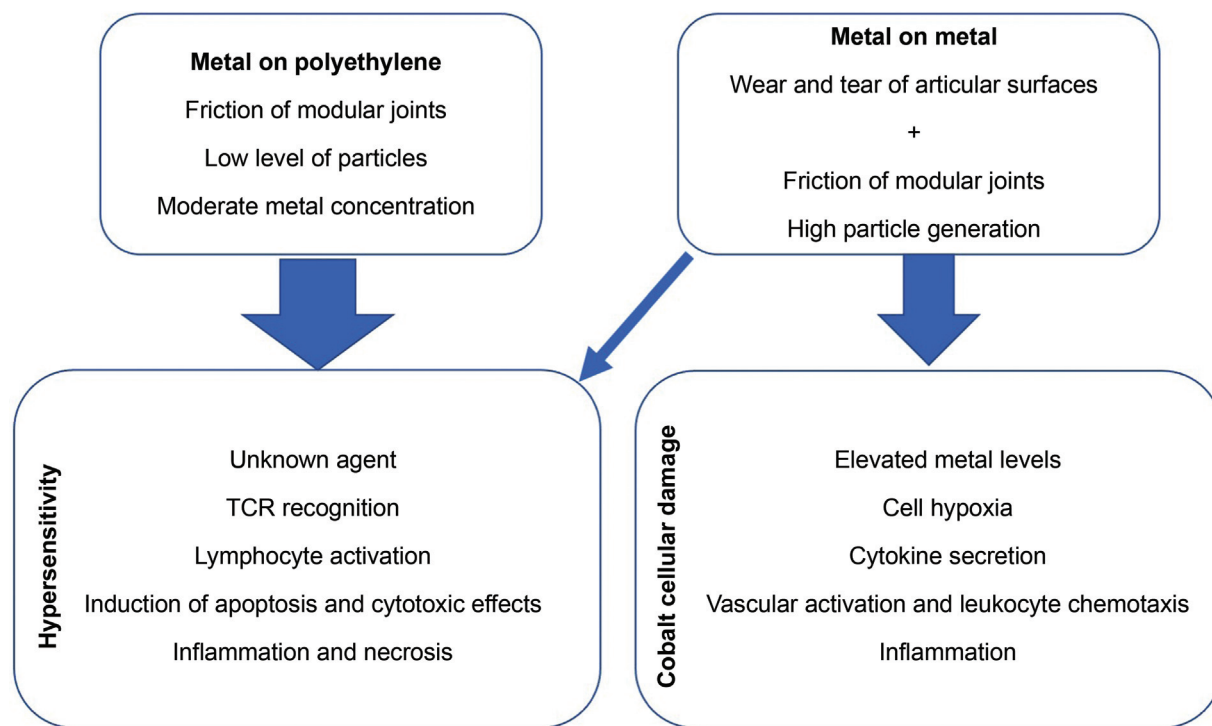 Metal on polyethylene
Friction of modular joints
Low level of particles
Moderate metal concentration
Metal on metal
Wear and tear of articular surfaces
+
Friction of modular joints
High particle generation
Hypersensitivity
Unknown agent
TCR recognition
Lymphocyte activation
Induction of apoptosis and cytotoxic effects
Inflammation and necrosis
Cobalt cellular damage
Elevated metal levels
Cell hypoxia
Cytokine secretion
Vascular activation and leukocyte chemotaxis
Inflammation